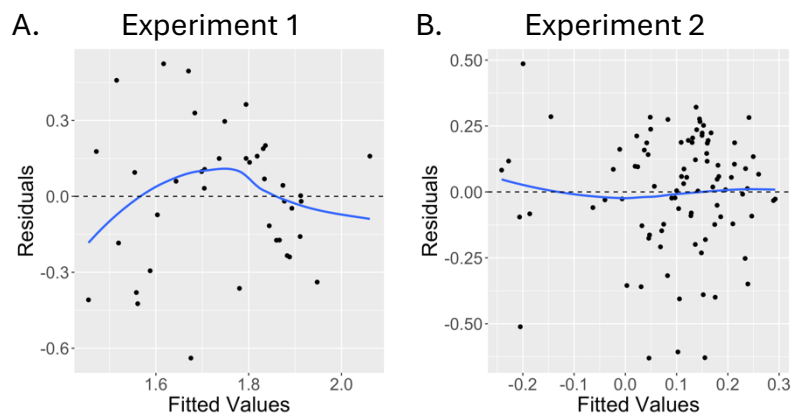 A.
Experiment 1
Residuals
0.3
0.0
-0.3
-0.6
1.6
1.8
2.0
Fitted Values
B.
Experiment 2
Residuals
0.50
0.25
0.00
-0.25
-0.50
-0.2
-0.1
0.0
0.1
0.2
0.3
Fitted Values